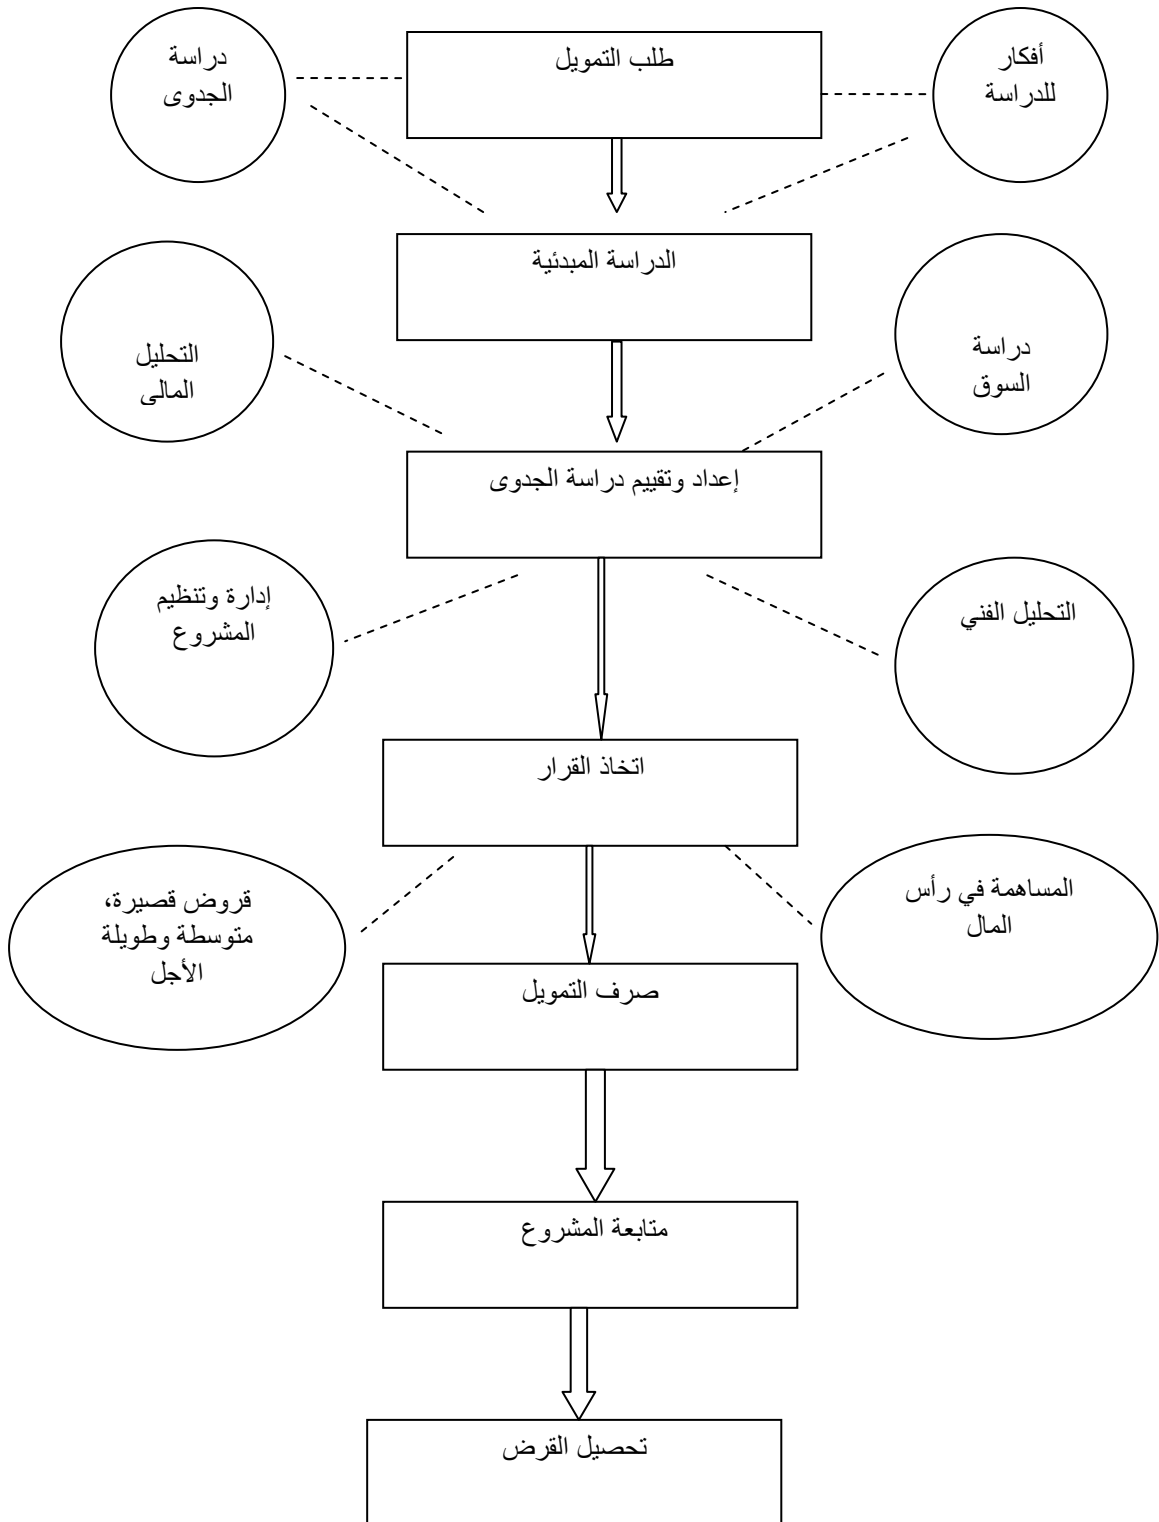 أفكار
للدراسة
طلب التمويل
دراسة
الجدوى
الدراسة المبدئية
دراسة
السوق
التحليل
المالى
إعداد وتقييم دراسة الجدوى
التحليل الفني
إدارة وتنظيم
المشروع
اتخاذ القرار
المساهمة في رأس
المال
قروض قصيرة،
متوسطة وطويلة
الأجل
صرف التمويل
متابعة المشروع
تحصيل القرض